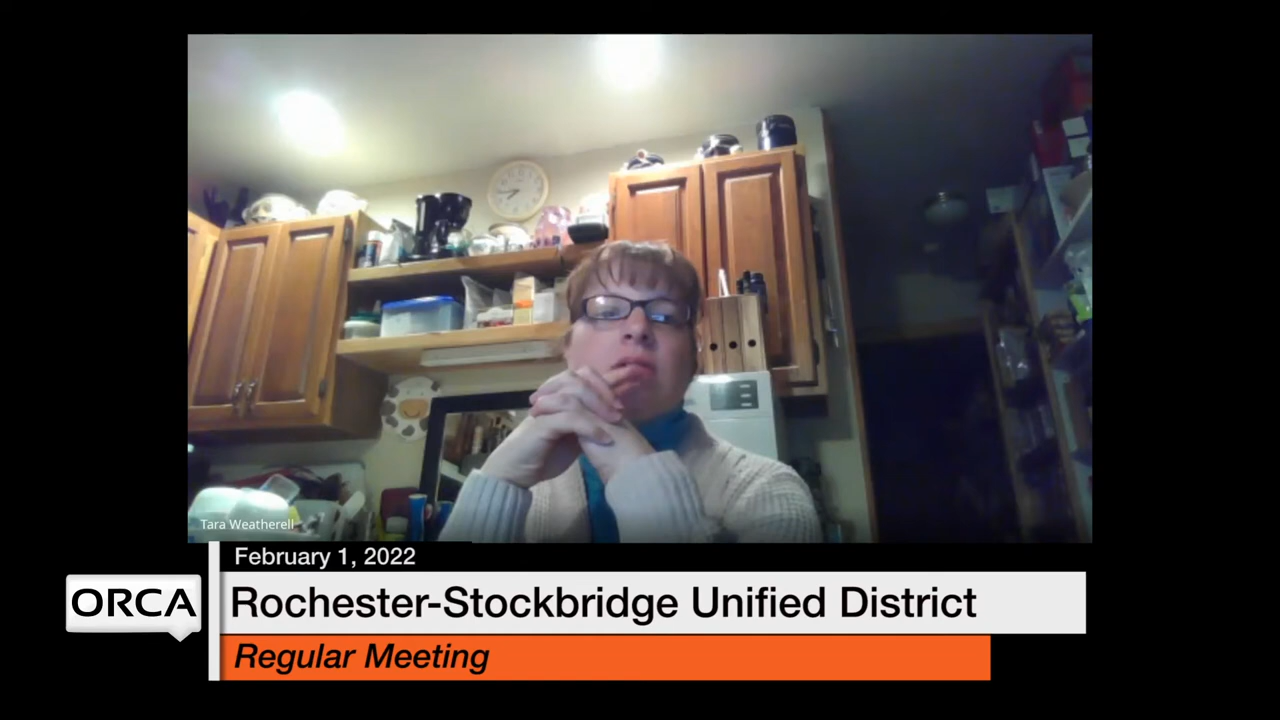 Tara Weatherell
February 1, 2022
ORCA
Rochester-Stockbridge Unified District
Regular Meeting